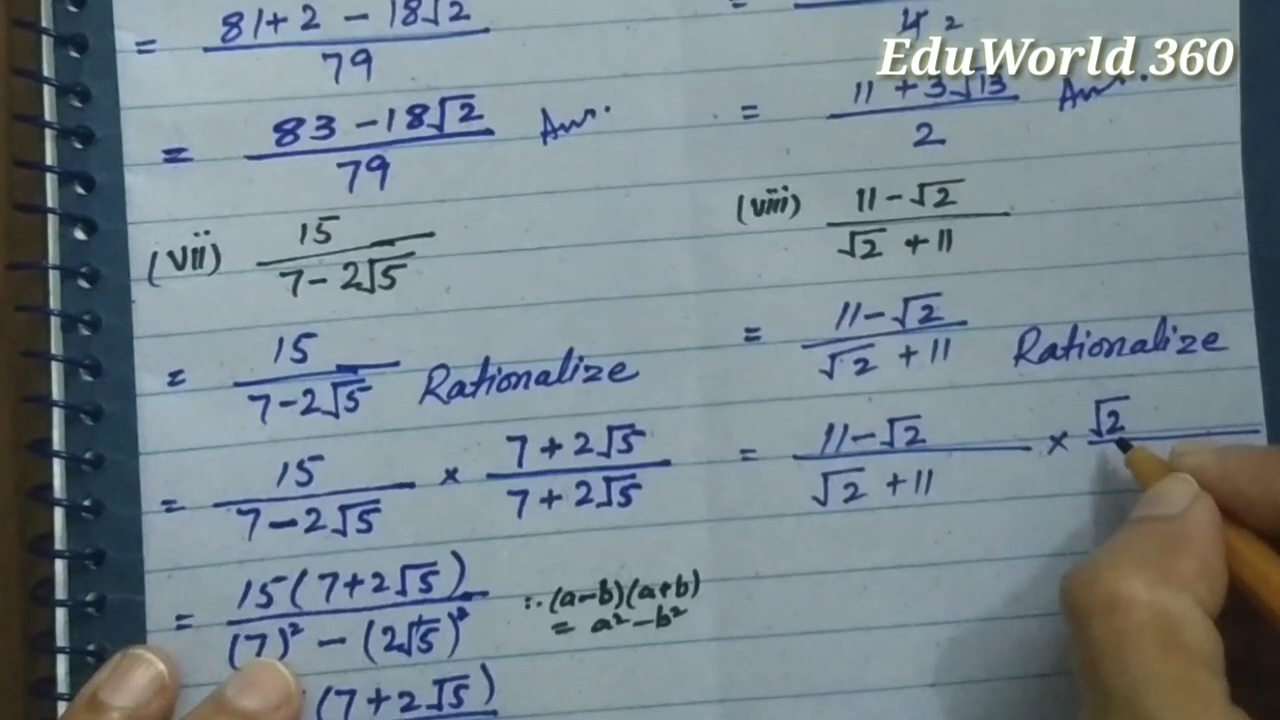 = 81+2 - 18√2 / 79
= 83 - 18√2 / 79 Ans.
(vii) 15 / 7 - 2√5
= 15 / 7 - 2√5 Rationalize
= 15 / 7 - 2√5 × 7 + 2√5 / 7 + 2√5
= 15(7+2√5) / (7)² - (2√5)² ∵ (a-b)(a+b)
= a² - b²
(7+2√5)
= 4 2
EduWorld 360
= 11 + 3√13 / 2 Ans.
(viii) 11 - √2 / √2 + 11
= 11 - √2 / √2 + 11 Rationalize
= 11 - √2 / √2 + 11 × √2